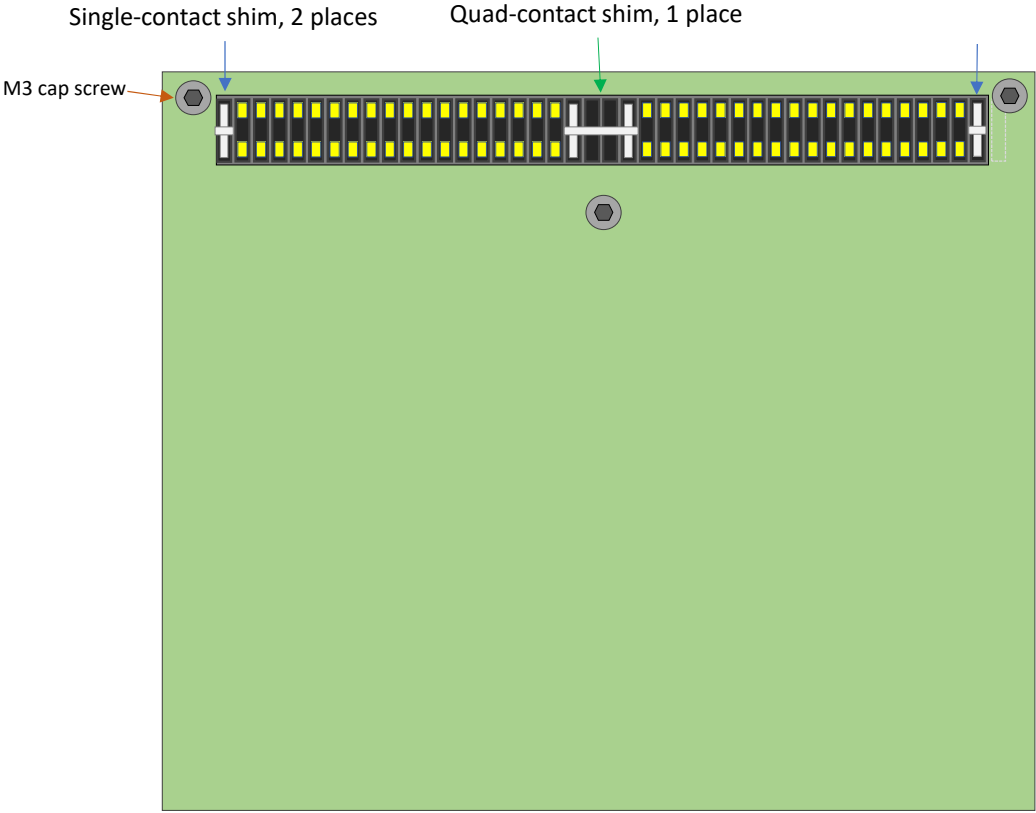 Single-contact shim, 2 places
Quad-contact shim, 1 place
M3 cap screw